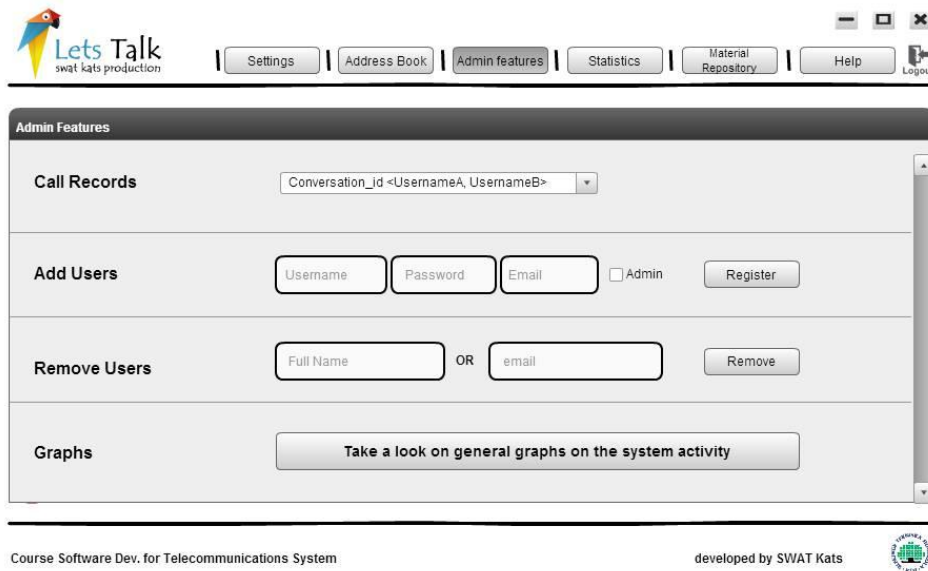 Lets Talk
swat kats production
Settings
Address Book
Admin features
Statistics
Material
Repository
Help
Logout
Admin Features
Call Records
Conversation_id <UsernameA, UsernameB>
Add Users
Username
Password
Email
Admin
Register
Remove Users
Full Name
OR
email
Remove
Graphs
Take a look on general graphs on the system activity
Course Software Dev. for Telecommunications System
developed by SWAT Kats